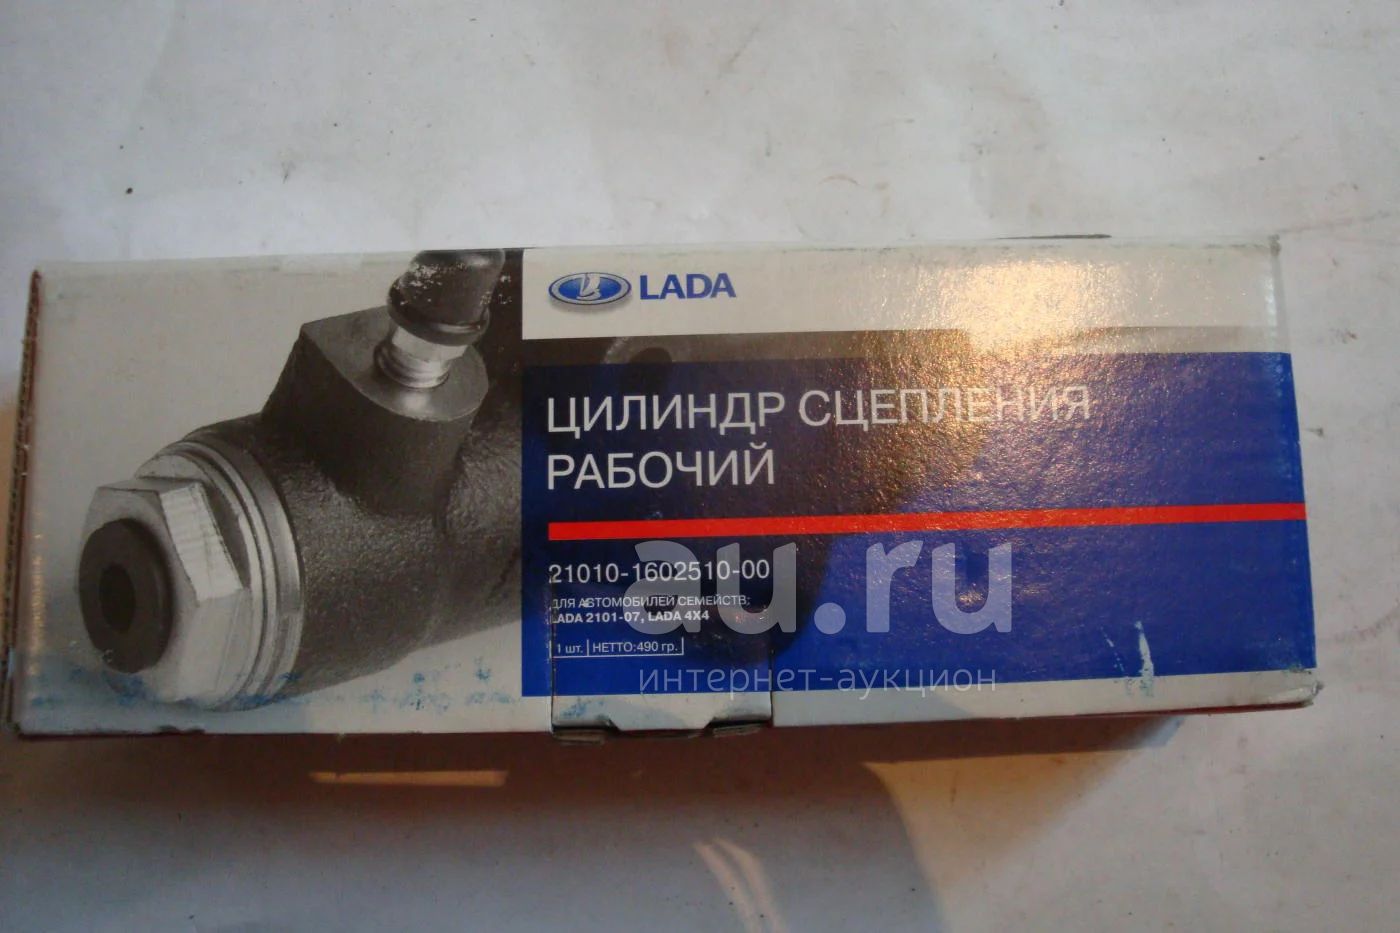 LADA
ЦИЛИНДР СЦЕПЛЕНИЯ
РАБОЧИЙ
21010-1602510-00
ДЛЯ АВТОМОБИЛЕЙ СЕМЕЙСТВ:
LADA 2101-07, LADA 4X4
1 шт. НЕТТО:490 гр.
au.ru
интернет-аукцион